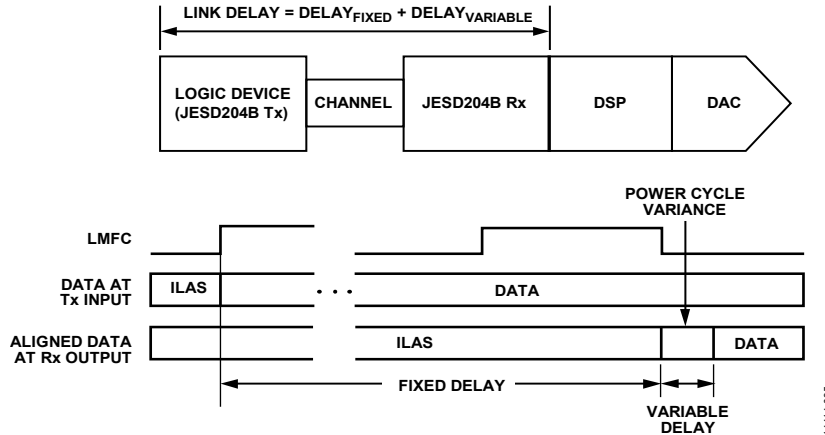 LINK DELAY = DELAYFIXED + DELAYVARIABLE
LOGIC DEVICE
(JESD204B Tx)
CHANNEL
JESD204B Rx
DSP
DAC
POWER CYCLE
VARIANCE
LMFC
DATA AT
Tx INPUT
ILAS
DATA
ALIGNED DATA
AT Rx OUTPUT
ILAS
DATA
FIXED DELAY
VARIABLE
DELAY